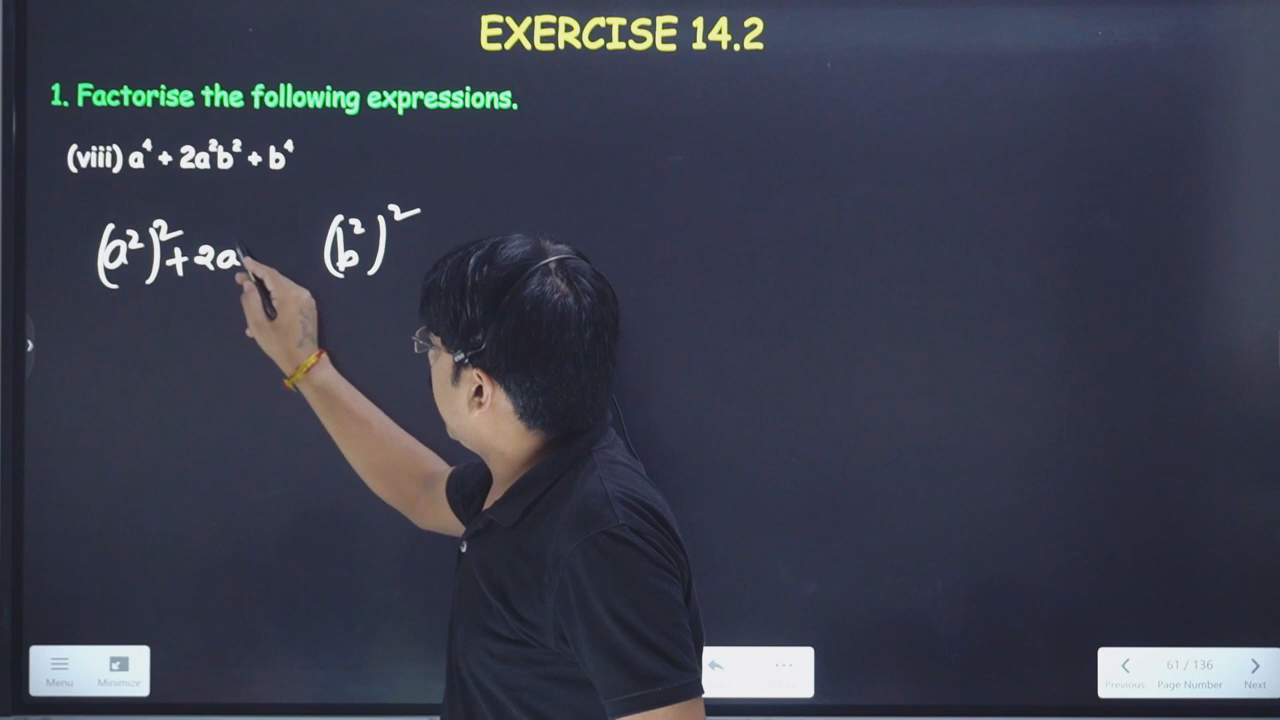 EXERCISE 14.2
1. Factorise the following expressions.
(viii) a⁴ + 2a²b² + b⁴
(a²)² + 2a (b²)²
Menu Minimize
61 / 136
Previous Page Number Next